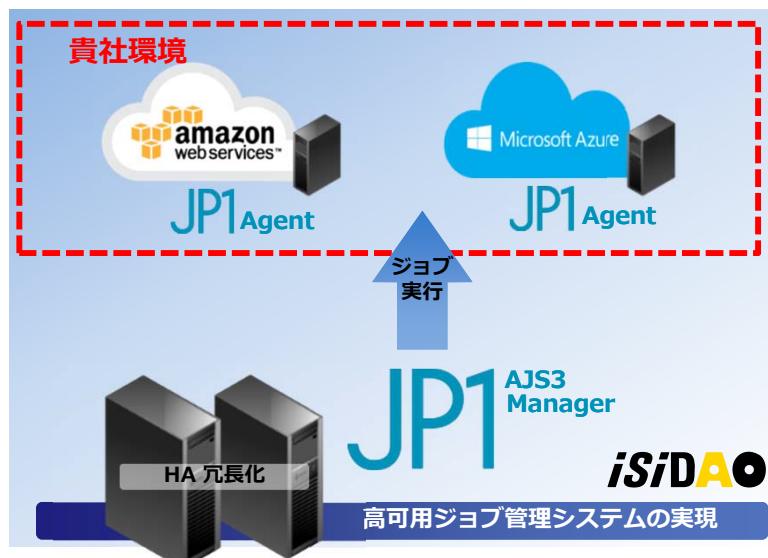 貴社環境
amazon
web services™
Microsoft Azure
JP1 Agent
JP1 Agent
ジョブ
実行
JP1 AJS3
Manager
HA 冗長化
iSiDAO
高可用ジョブ管理システムの実現